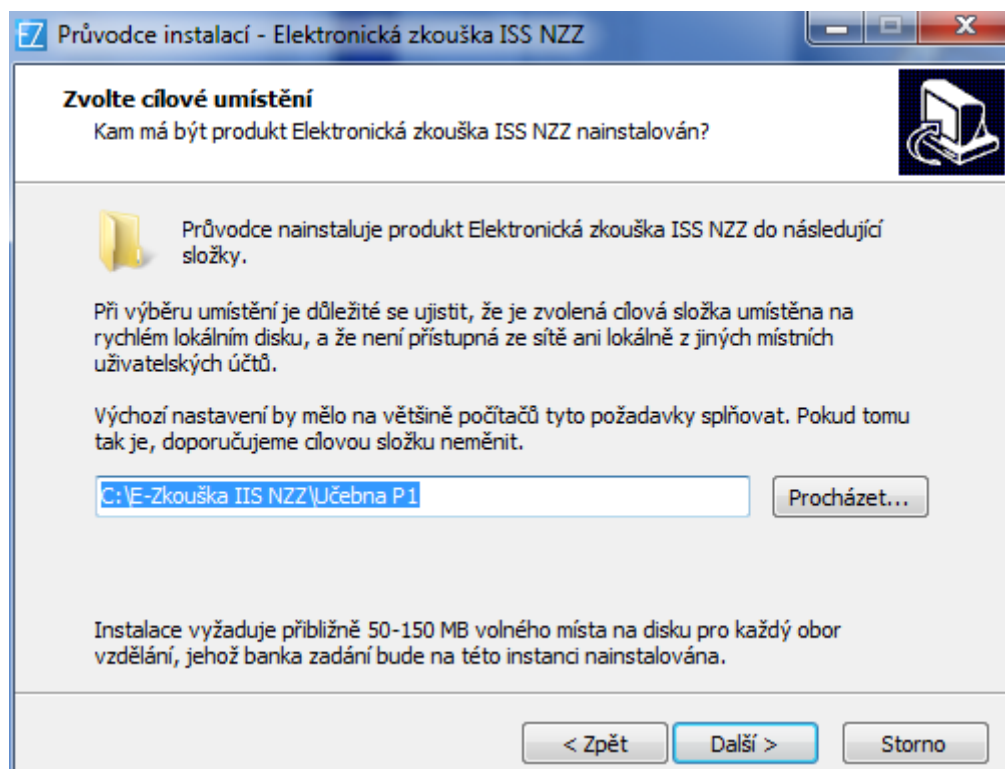 EZ Průvodce instalací - Elektronická zkouška ISS NZZ
Zvolte cílové umístění
Kam má být produkt Elektronická zkouška ISS NZZ nainstalován?
Průvodce nainstaluje produkt Elektronická zkouška ISS NZZ do následující
složky.
Při výběru umístění je důležité se ujistit, že je zvolená cílová složka umístěna na
rychlém lokálním disku, a že není přístupná ze sítě ani lokálně z jiných místních
uživatelských účtů.
Výchozí nastavení by mělo na většině počítačů tyto požadavky splňovat. Pokud tomu
tak je, doporučujeme cílovou složku neměnit.
C:\E-Zkouška IIS NZZ\Učebna P1
Procházet...
Instalace vyžaduje přibližně 50-150 MB volného místa na disku pro každý obor
vzdělání, jehož banka zadání bude na této instanci nainstalována.
< Zpět
Další >
Storno